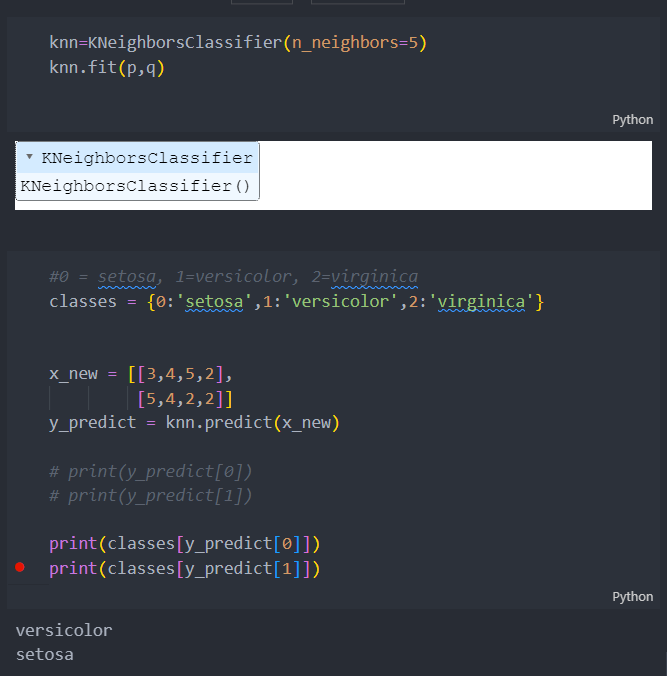 knn=KNeighborsClassifier(n_neighbors=5)
knn.fit(p,q)
Python
KNeighborsClassifier
KNeighborsClassifier()
#0 = setosa, 1=versicolor, 2=virginica
classes = {0:'setosa',1:'versicolor',2:'virginica'}
x_new = [[3,4,5,2],
[5,4,2,2]]
y_predict = knn.predict(x_new)
# print(y_predict[0])
# print(y_predict[1])
print(classes[y_predict[0]])
print(classes[y_predict[1]])
Python
versicolor
setosa